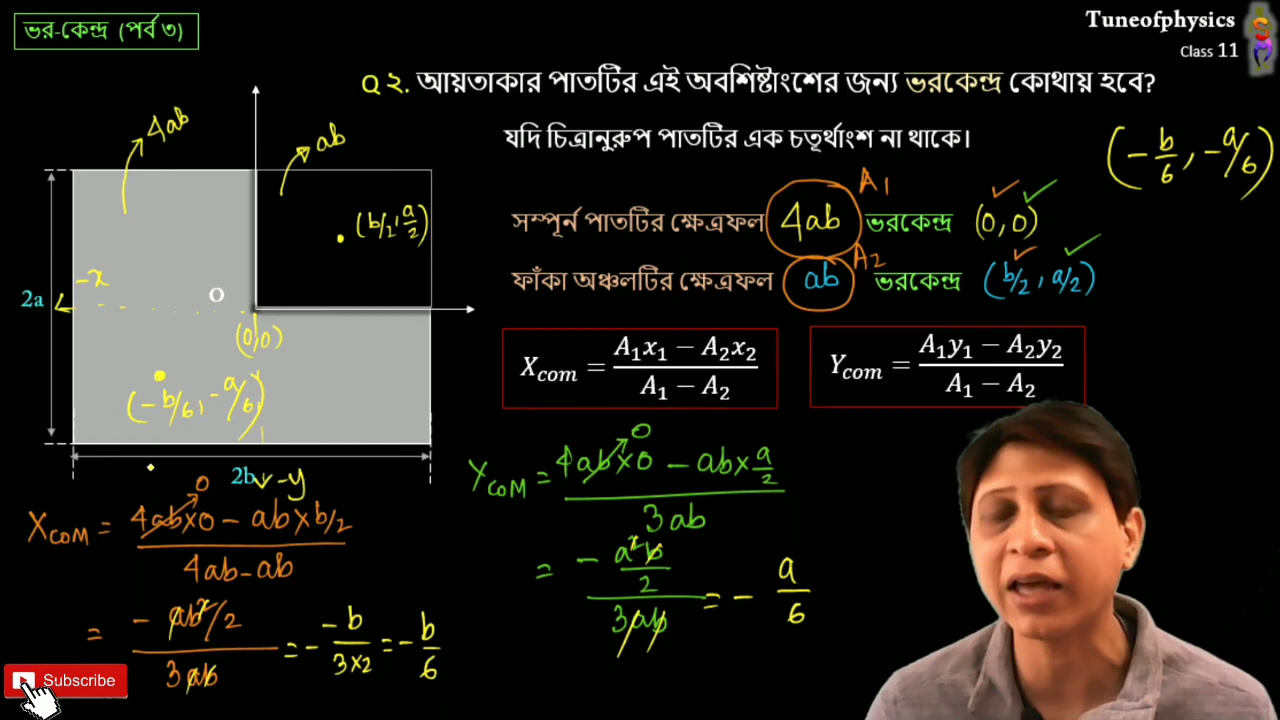 ভর-কেন্দ্র (পর্ব ৩)
Tuneofphysics
Class 11
Q ২. আয়তাকার পাতটির এই অবশিষ্টাংশের জন্য ভরকেন্দ্র কোথায় হবে?
যদি চিত্রানুরুপ পাতটির এক চতুর্থাংশ না থাকে।
(-b/6, -a/6)
4ab
ab
A1
সম্পূর্ন পাতটির ক্ষেত্রফল 4ab ভরকেন্দ্র (0,0)
(b/2, a/2)
A2
ফাঁকা অঞ্চলটির ক্ষেত্রফল ab ভরকেন্দ্র (b/2, a/2)
-x
2a
O
(0,0)
X_com = (A₁x₁ − A₂x₂)/(A₁ − A₂)
Y_com = (A₁y₁ − A₂y₂)/(A₁ − A₂)
(-b/6, -a/6)
2b
-y
X_COM = (4ab×0 - ab×b/2)/(4ab-ab)
0
= (-ab²/2)/(3ab) = - -b/(3×2) = -b/6
Y_COM = (4ab×0 - ab×a/2)/(3ab)
0
= (-a²b/2)/(3ab) = - a/6
Subscribe